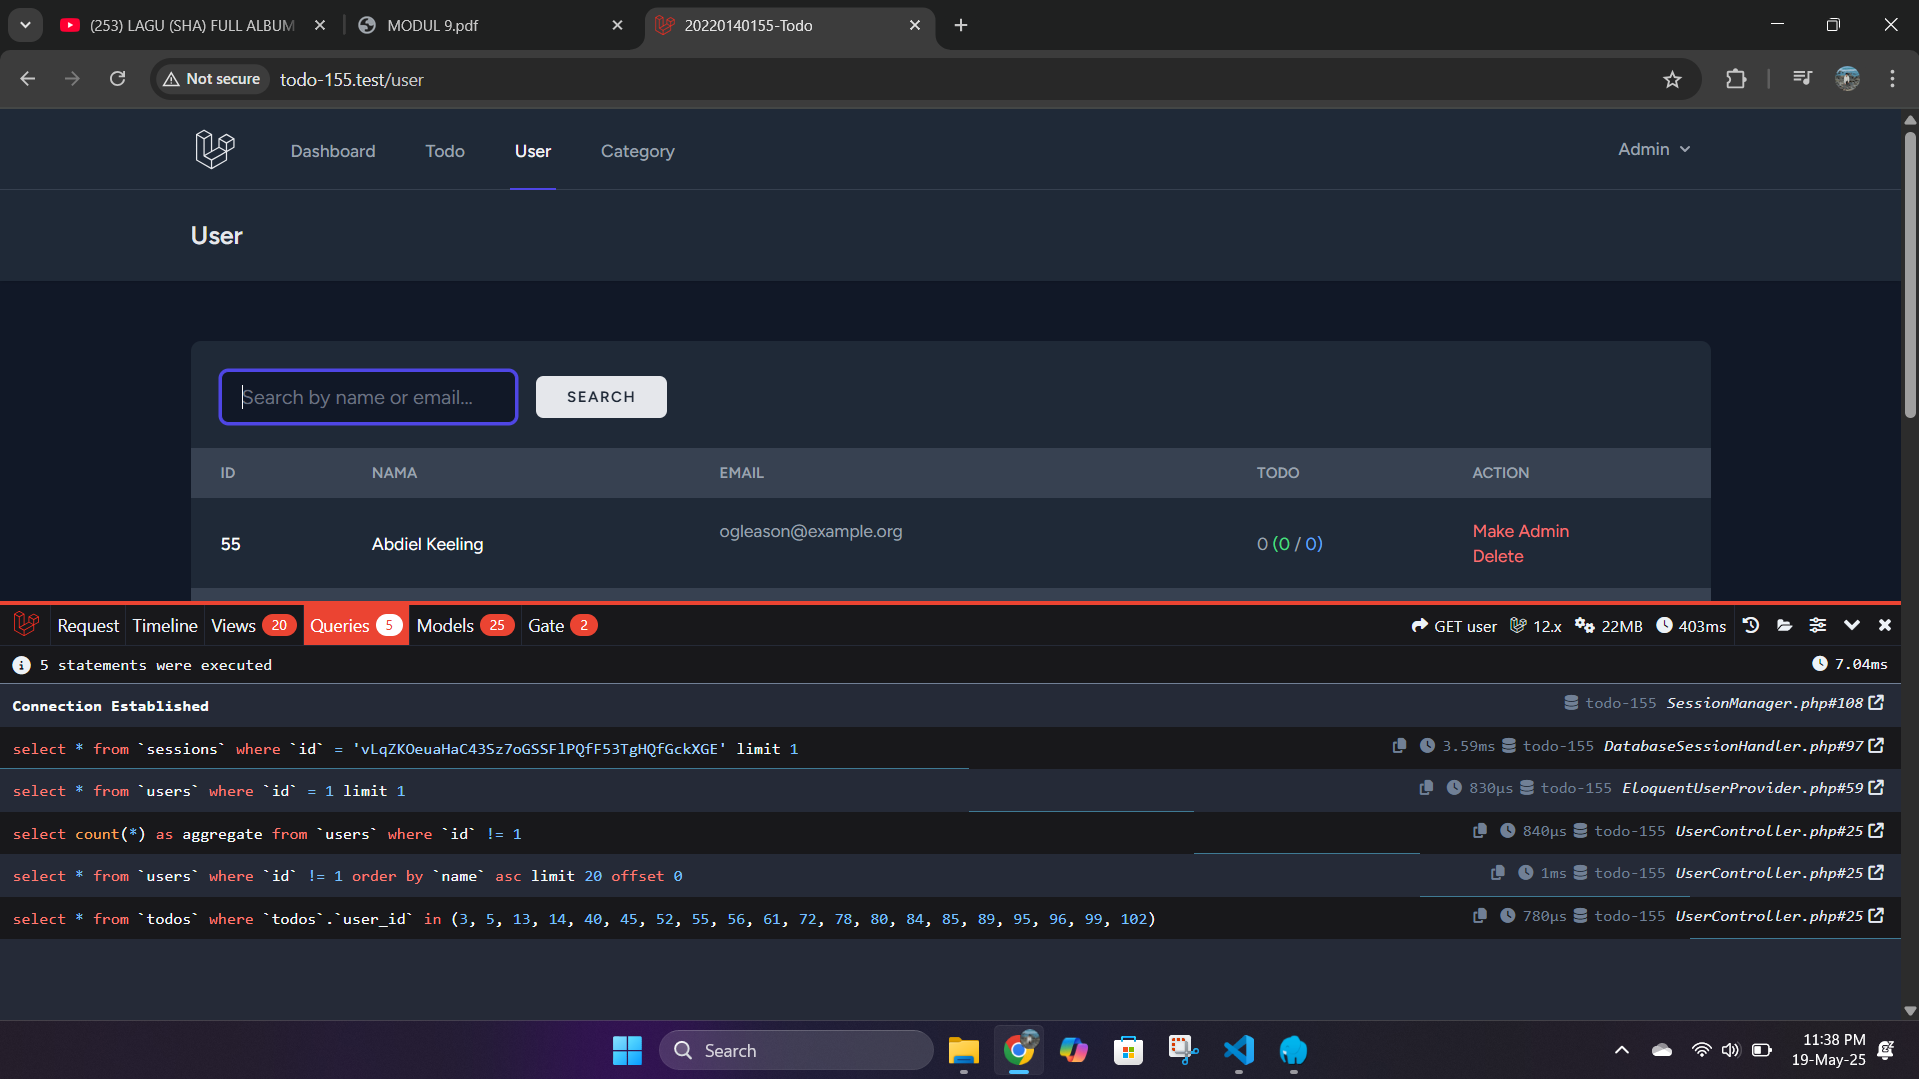 (253) LAGU (SHA) FULL ALBUM
MODUL 9.pdf
20220140155-Todo
Not secure
todo-155.test/user
Dashboard
Todo
User
Category
Admin
User
Search by name or email...
SEARCH
ID NAMA EMAIL TODO ACTION
55 Abdiel Keeling ogleason@example.org 0 (0 / 0) Make Admin
Delete
Request Timeline Views 20 Queries 5 Models 25 Gate 2 GET user 12.x 22MB 403ms
5 statements were executed 7.04ms
Connection Established todo-155 SessionManager.php#108
select * from `sessions` where `id` = 'vLqZKOeuaHaC43Sz7oGSSFlPQfF53TgHQfGckXGE' limit 1 3.59ms todo-155 DatabaseSessionHandler.php#97
select * from `users` where `id` = 1 limit 1 830μs todo-155 EloquentUserProvider.php#59
select count(*) as aggregate from `users` where `id` != 1 840μs todo-155 UserController.php#25
select * from `users` where `id` != 1 order by `name` asc limit 20 offset 0 1ms todo-155 UserController.php#25
select * from `todos` where `todos`.`user_id` in (3, 5, 13, 14, 40, 45, 52, 55, 56, 61, 72, 78, 80, 84, 85, 89, 95, 96, 99, 102) 780μs todo-155 UserController.php#25
Search
11:38 PM
19-May-25